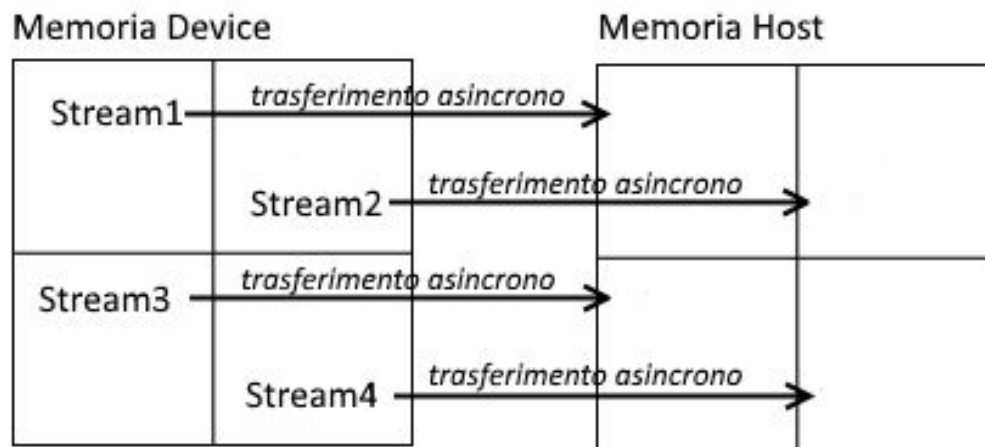 Memoria Device
Memoria Host
Stream1
trasferimento asincrono
Stream2
trasferimento asincrono
Stream3
trasferimento asincrono
Stream4
trasferimento asincrono